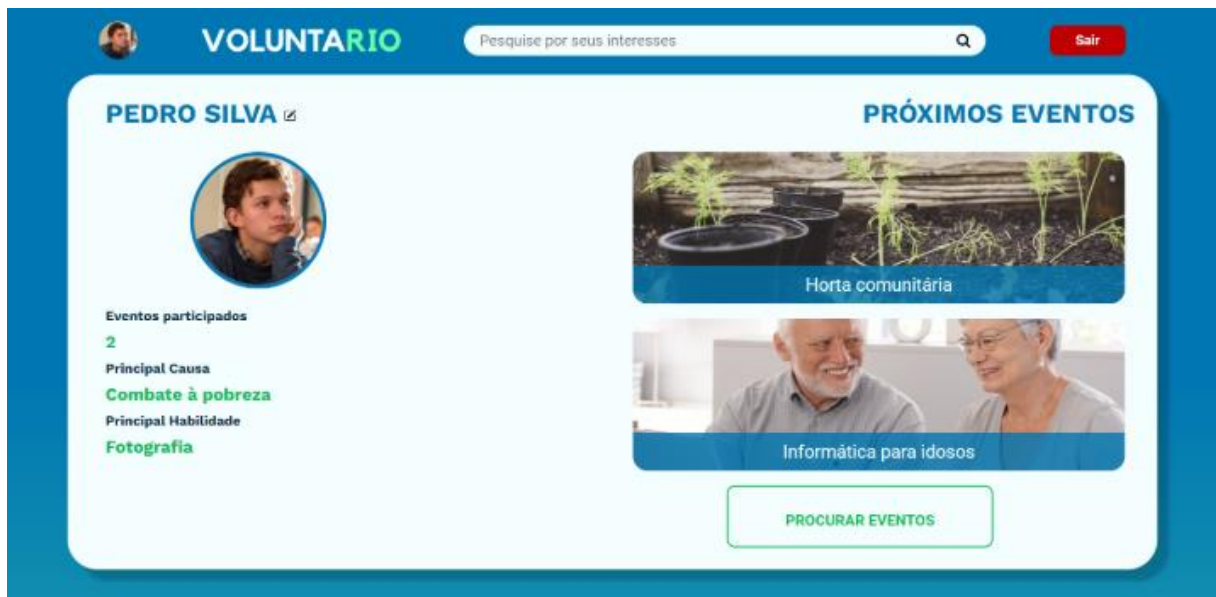 VOLUNTARIO
Pesquise por seus interesses
Sair
PEDRO SILVA
PRÓXIMOS EVENTOS
Eventos participados
2
Principal Causa
Combate à pobreza
Principal Habilidade
Fotografia
Horta comunitária
Informática para idosos
PROCURAR EVENTOS